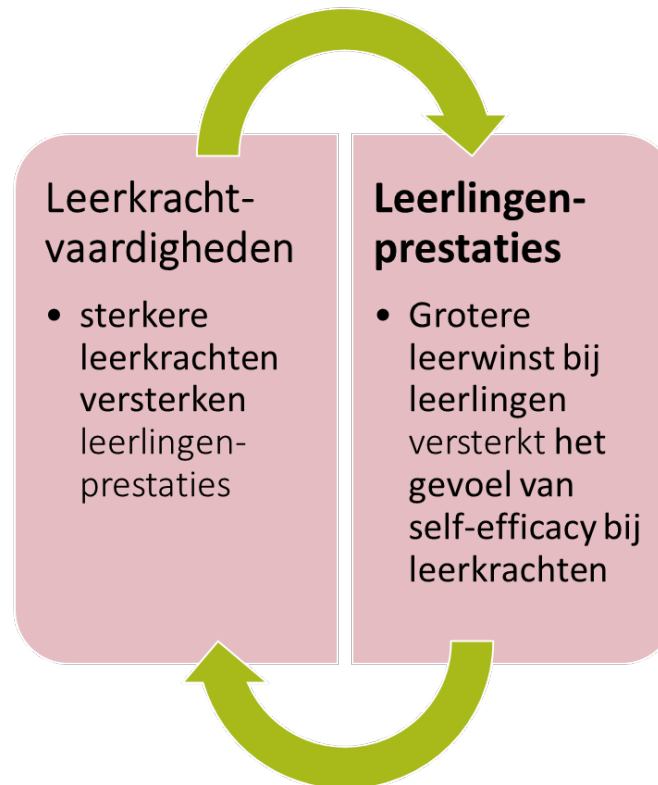 Leerkracht-
vaardigheden
• sterkere
leerkrachten
versterken
leerlingen-
prestaties
Leerlingen-
prestaties
• Grotere
leerwinst bij
leerlingen
versterkt het
gevoel van
self-efficacy bij
leerkrachten